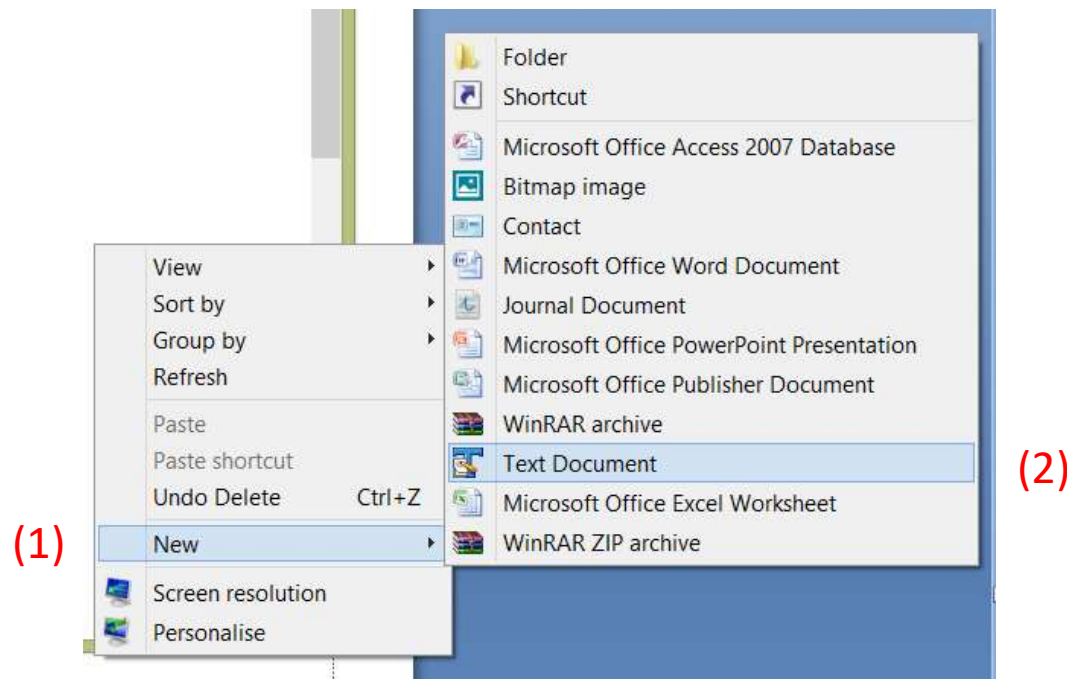 Folder
Shortcut
Microsoft Office Access 2007 Database
Bitmap image
Contact
Microsoft Office Word Document
Journal Document
Microsoft Office PowerPoint Presentation
Microsoft Office Publisher Document
WinRAR archive
Text Document
(2)
Microsoft Office Excel Worksheet
WinRAR ZIP archive
View
Sort by
Group by
Refresh
Paste
Paste shortcut
Undo Delete Ctrl+Z
(1)
New
Screen resolution
Personalise